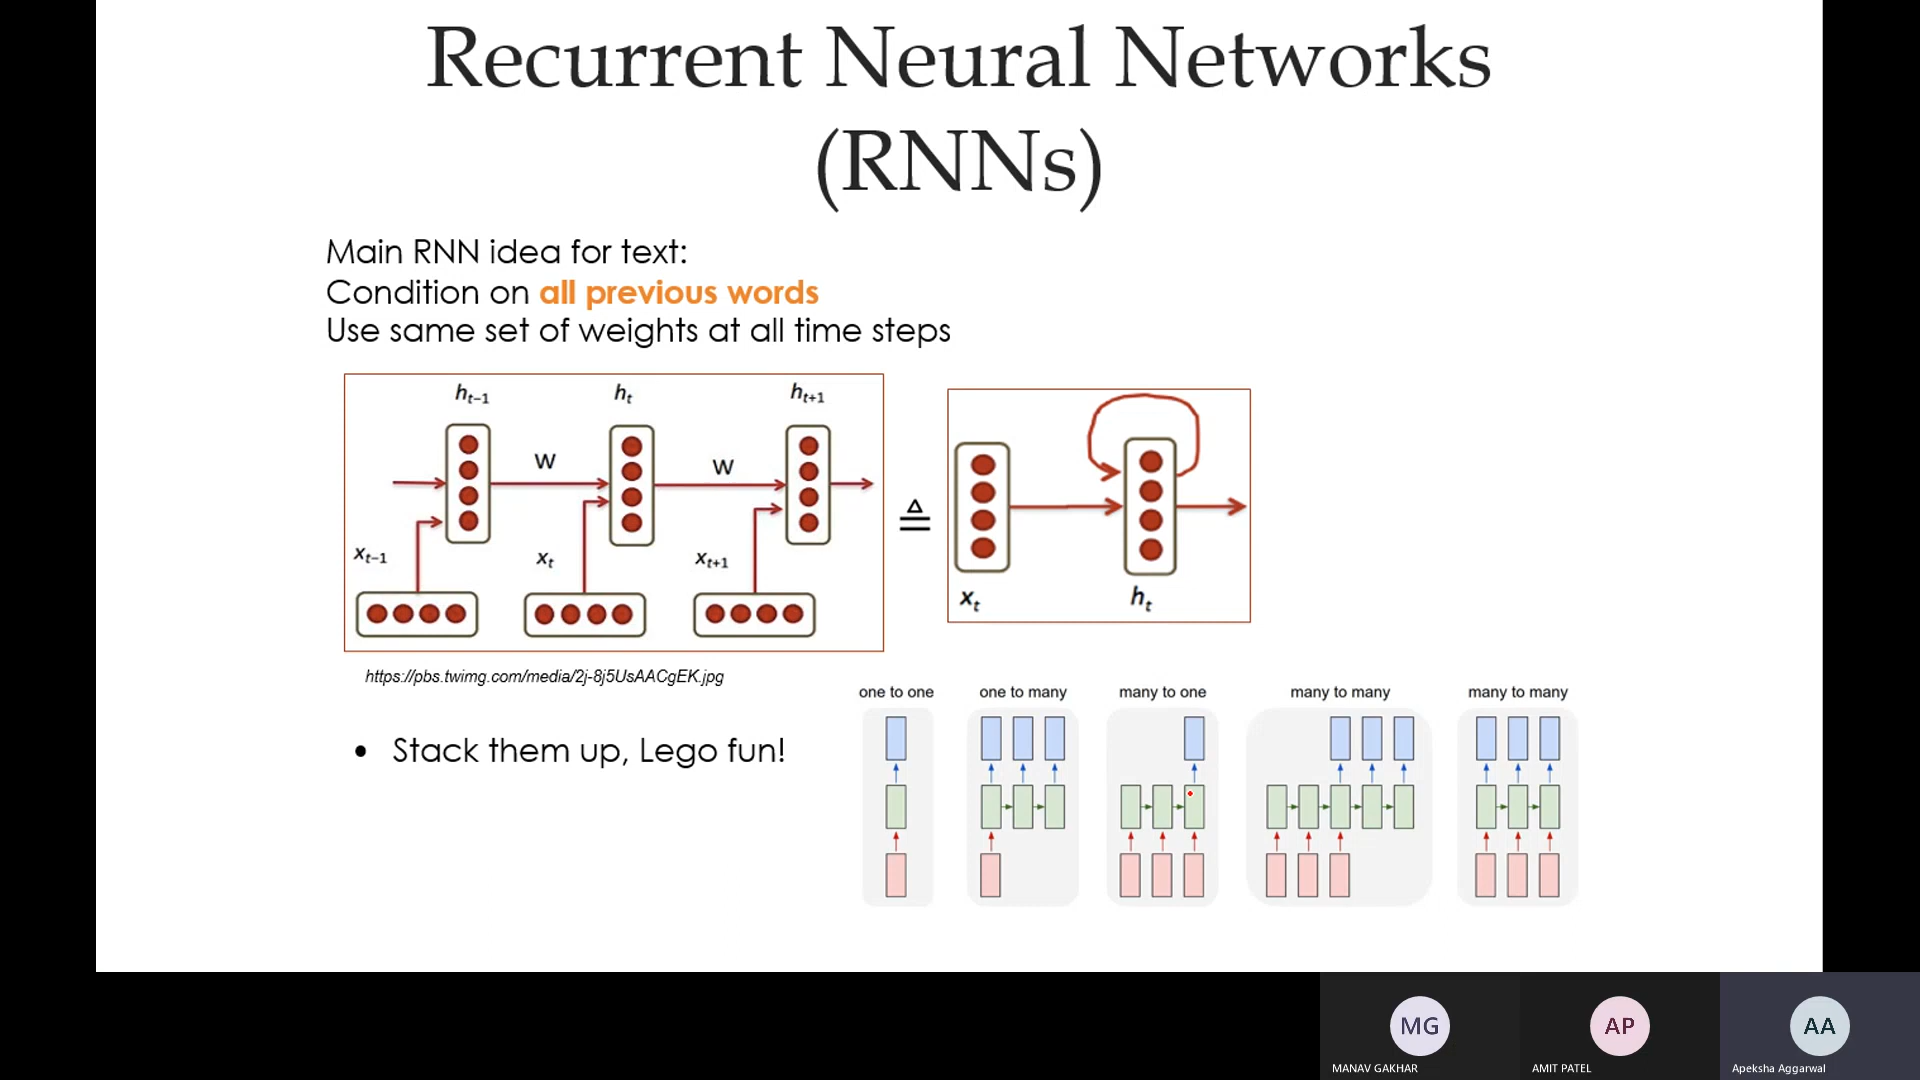 Recurrent Neural Networks
(RNNs)
Main RNN idea for text:
Condition on all previous words
Use same set of weights at all time steps
h_{t-1} h_t h_{t+1}
W W
x_{t-1} x_t x_{t+1}
≜
x_t h_t
https://pbs.twimg.com/media/2j-8j5UsAACgEK.jpg
• Stack them up, Lego fun!
one to one one to many many to one many to many many to many
MG AP AA
MANAV GAKHAR AMIT PATEL Apeksha Aggarwal